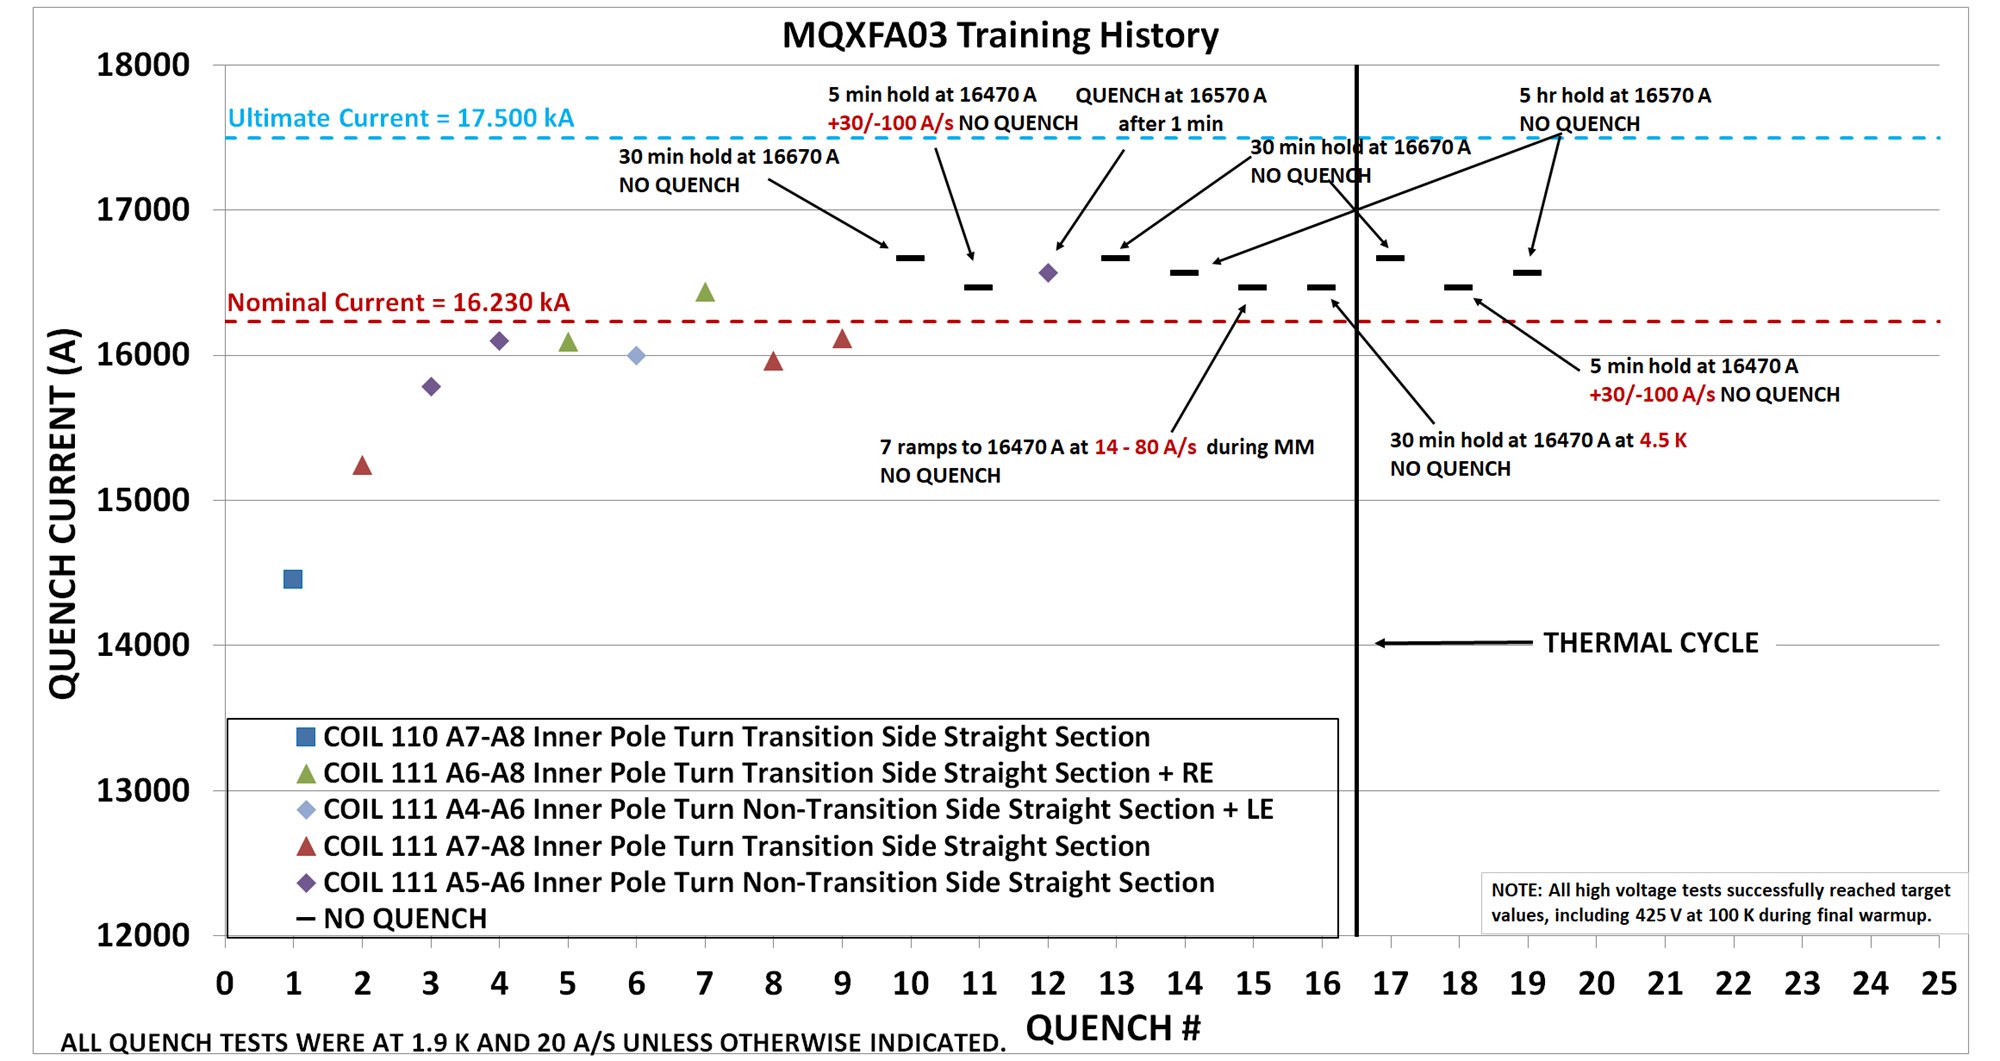 MQXFA03 Training History
18000
17000
16000
15000
14000
13000
12000
QUENCH CURRENT (A)
Ultimate Current = 17.500 kA
Nominal Current = 16.230 kA
30 min hold at 16670 A
NO QUENCH
5 min hold at 16470 A
+30/-100 A/s NO QUENCH
QUENCH at 16570 A
after 1 min
30 min hold at 16670 A
NO QUENCH
5 hr hold at 16570 A
NO QUENCH
7 ramps to 16470 A at 14 - 80 A/s during MM
NO QUENCH
30 min hold at 16470 A at 4.5 K
NO QUENCH
5 min hold at 16470 A
+30/-100 A/s NO QUENCH
THERMAL CYCLE
COIL 110 A7-A8 Inner Pole Turn Transition Side Straight Section
COIL 111 A6-A8 Inner Pole Turn Transition Side Straight Section + RE
COIL 111 A4-A6 Inner Pole Turn Non-Transition Side Straight Section + LE
COIL 111 A7-A8 Inner Pole Turn Transition Side Straight Section
COIL 111 A5-A6 Inner Pole Turn Non-Transition Side Straight Section
NO QUENCH
NOTE: All high voltage tests successfully reached target
values, including 425 V at 100 K during final warmup.
0 1 2 3 4 5 6 7 8 9 10 11 12 13 14 15 16 17 18 19 20 21 22 23 24 25
QUENCH #
ALL QUENCH TESTS WERE AT 1.9 K AND 20 A/S UNLESS OTHERWISE INDICATED.